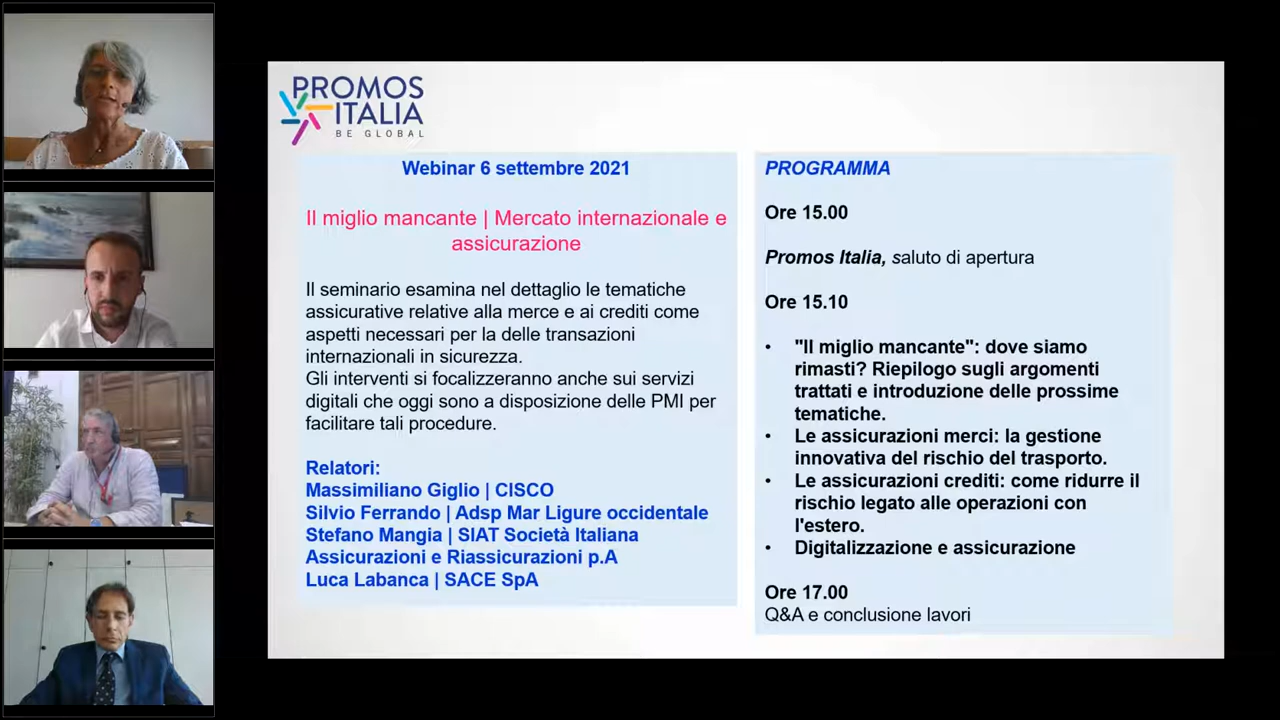 PROMOS
ITALIA
BE GLOBAL
Webinar 6 settembre 2021
Il miglio mancante | Mercato internazionale e
assicurazione
Il seminario esamina nel dettaglio le tematiche
assicurative relative alla merce e ai crediti come
aspetti necessari per la delle transazioni
internazionali in sicurezza.
Gli interventi si focalizzeranno anche sui servizi
digitali che oggi sono a disposizione delle PMI per
facilitare tali procedure.
Relatori:
Massimiliano Giglio | CISCO
Silvio Ferrando | Adsp Mar Ligure occidentale
Stefano Mangia | SIAT Società Italiana
Assicurazioni e Riassicurazioni p.A
Luca Labanca | SACE SpA
PROGRAMMA
Ore 15.00
Promos Italia, saluto di apertura
Ore 15.10
• "Il miglio mancante": dove siamo
rimasti? Riepilogo sugli argomenti
trattati e introduzione delle prossime
tematiche.
• Le assicurazioni merci: la gestione
innovativa del rischio del trasporto.
• Le assicurazioni crediti: come ridurre il
rischio legato alle operazioni con
l'estero.
• Digitalizzazione e assicurazione
Ore 17.00
Q&A e conclusione lavori